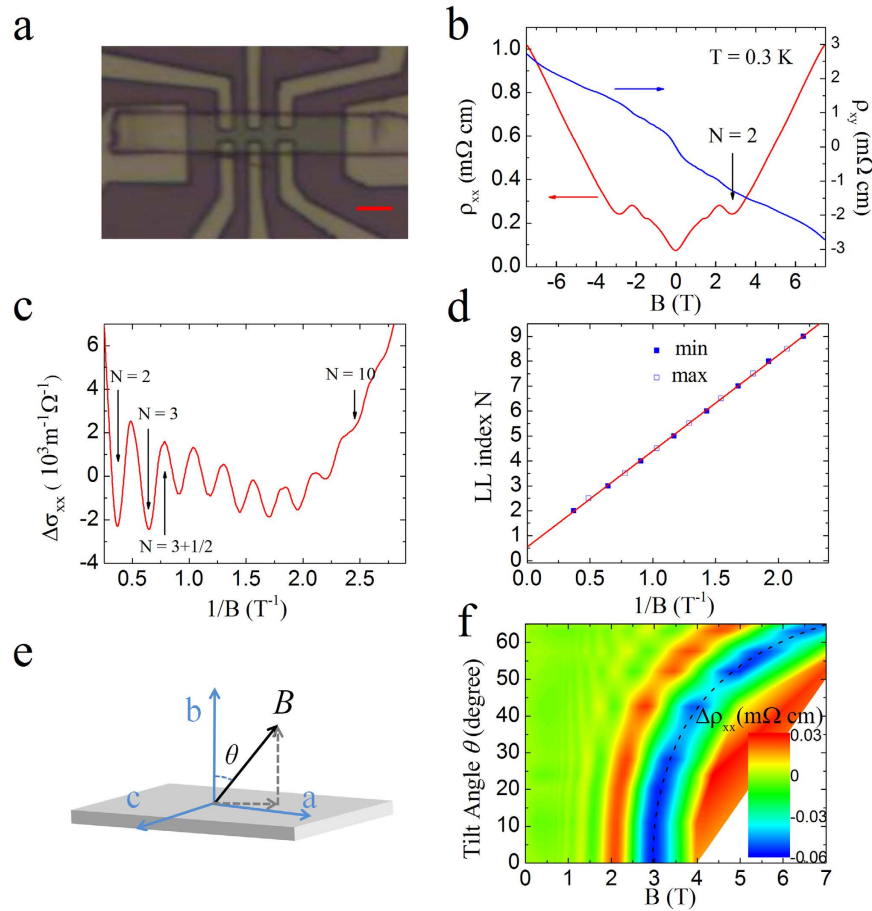 a
b
T = 0.3 K
N = 2
ρxx (mΩ cm)
1.0
0.8
0.6
0.4
0.2
0.0
3
2
1
0
-1
-2
-3
ρxy (mΩ cm)
-6 -4 -2 0 2 4 6
B (T)
c
N = 2
N = 3
N = 3+1/2
N = 10
Δσxx ( 10³m⁻¹Ω⁻¹)
6
4
2
0
-2
-4
0.5 1.0 1.5 2.0 2.5
1/B (T⁻¹)
d
min
max
LL index N
9
8
7
6
5
4
3
2
1
0
0.0 0.5 1.0 1.5 2.0
1/B (T⁻¹)
e
b
B
θ
c
a
f
Tilt Angle θ (degree)
60
50
40
30
20
10
0
Δρxx(mΩ cm)
0.03
0
-0.03
-0.06
0 1 2 3 4 5 6 7
B (T)